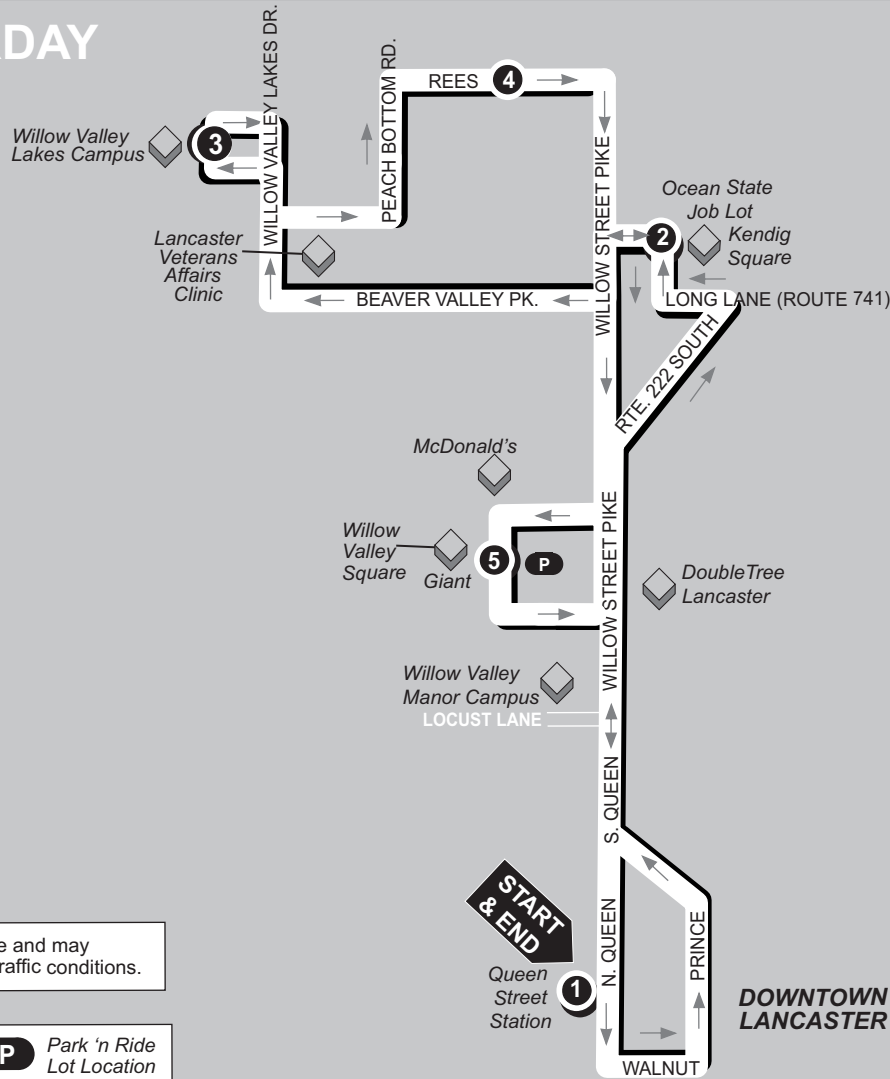 WILLOW VALLEY LAKES DR.
PEACH BOTTOM RD.
REES
4
3
Willow Valley
Lakes Campus
WILLOW STREET PIKE
Ocean State
Job Lot
Kendig
Square
2
Lancaster
Veterans
Affairs
Clinic
BEAVER VALLEY PK.
LONG LANE (ROUTE 741)
RTE. 222 SOUTH
McDonald's
Willow
Valley
Square
Giant
5
P
WILLOW STREET PIKE
DoubleTree
Lancaster
Willow Valley
Manor Campus
LOCUST LANE
S. QUEEN
START
& END
N. QUEEN
PRINCE
Queen
Street
Station
1
DOWNTOWN
LANCASTER
WALNUT
and may
conditions.
P
Park 'n Ride
Lot Location